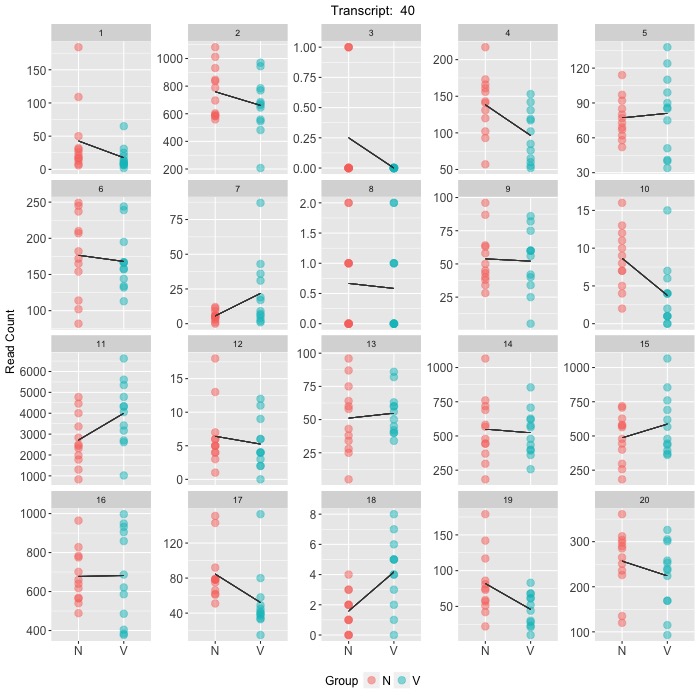 Transcript: 40
1 2 3 4 5
150 100 50 0
1000 800 600 400 200
1.00 0.75 0.50 0.25 0.00
200 150 100 50
120 90 60 30
6 7 8 9 10
250 200 150 100
75 50 25 0
2.0 1.5 1.0 0.5 0.0
100 75 50 25
15 10 5 0
Read Count
11 12 13 14 15
6000 5000 4000 3000 2000 1000
15 10 5 0
100 75 50 25 0
1000 750 500 250
1000 750 500 250
16 17 18 19 20
1000 800 600 400
120 80 40
8 6 4 2 0
150 100 50
300 200 100
N V N V N V N V N V
Group N V